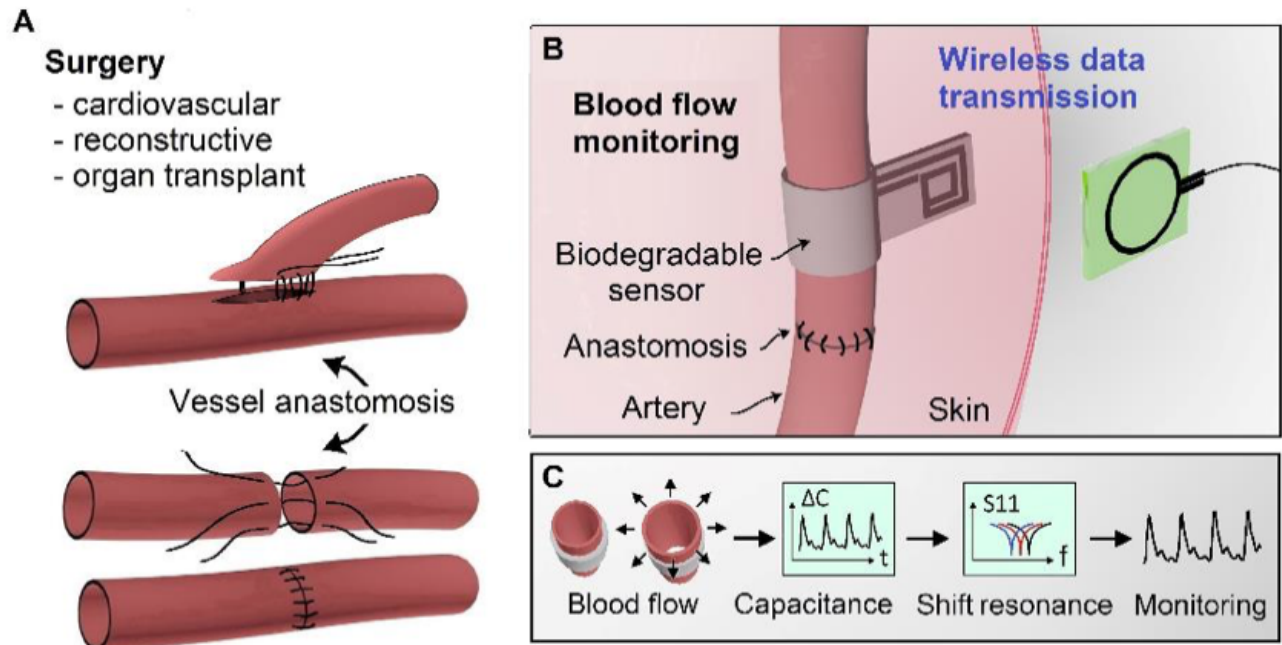 A
Surgery
- cardiovascular
- reconstructive
- organ transplant
Vessel anastomosis
B
Blood flow
monitoring
Wireless data
transmission
Biodegradable
sensor
Anastomosis
Artery
Skin
C
ΔC
t
S11
f
Blood flow
Capacitance
Shift resonance
Monitoring